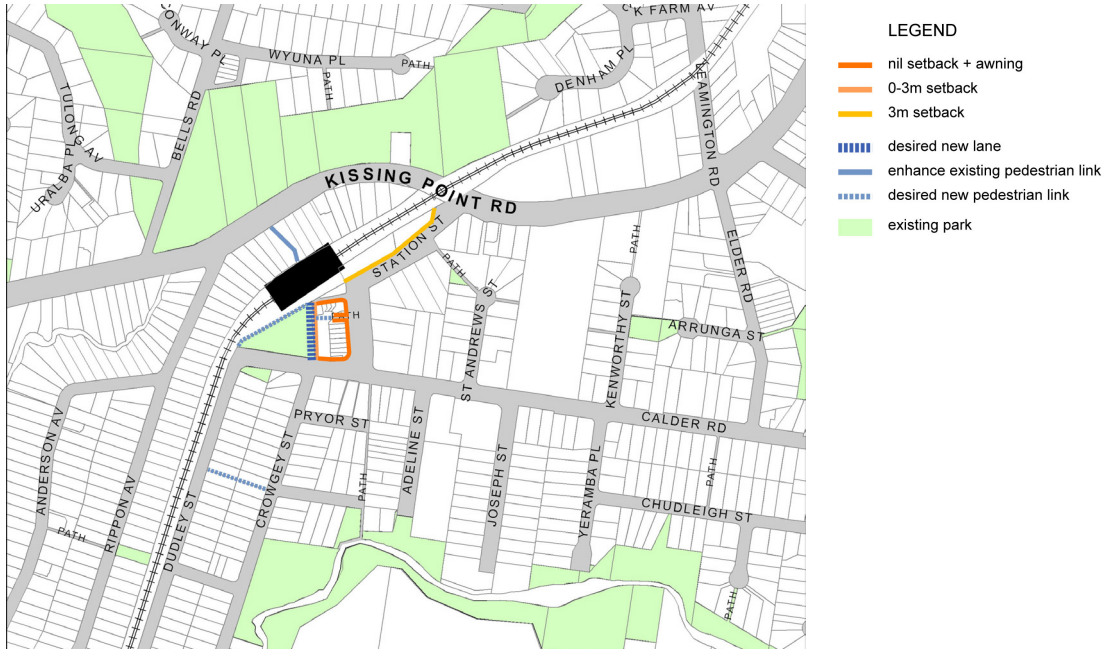 CONWAY PL
WYUNA PL
PATH
PATH
K FARM AV
DENHAM PL
LEAMINGTON RD
TULONG AV
BELLS RD
URALBA PL
KISSING POINT RD
STATION ST
PATH
PATH
ELDER RD
PATH
ST ANDREWS ST
KENWORTHY ST
ARRUNGA ST
CALDER RD
PRYOR ST
ADELINE ST
ANDERSON AV
RIPPON AV
CROWGEY ST
DUDLEY ST
PATH
PATH
JOSEPH ST
YERAMBA PL
PATH
CHUDLEIGH ST
PATH
LEGEND
nil setback + awning
0-3m setback
3m setback
desired new lane
enhance existing pedestrian link
desired new pedestrian link
existing park